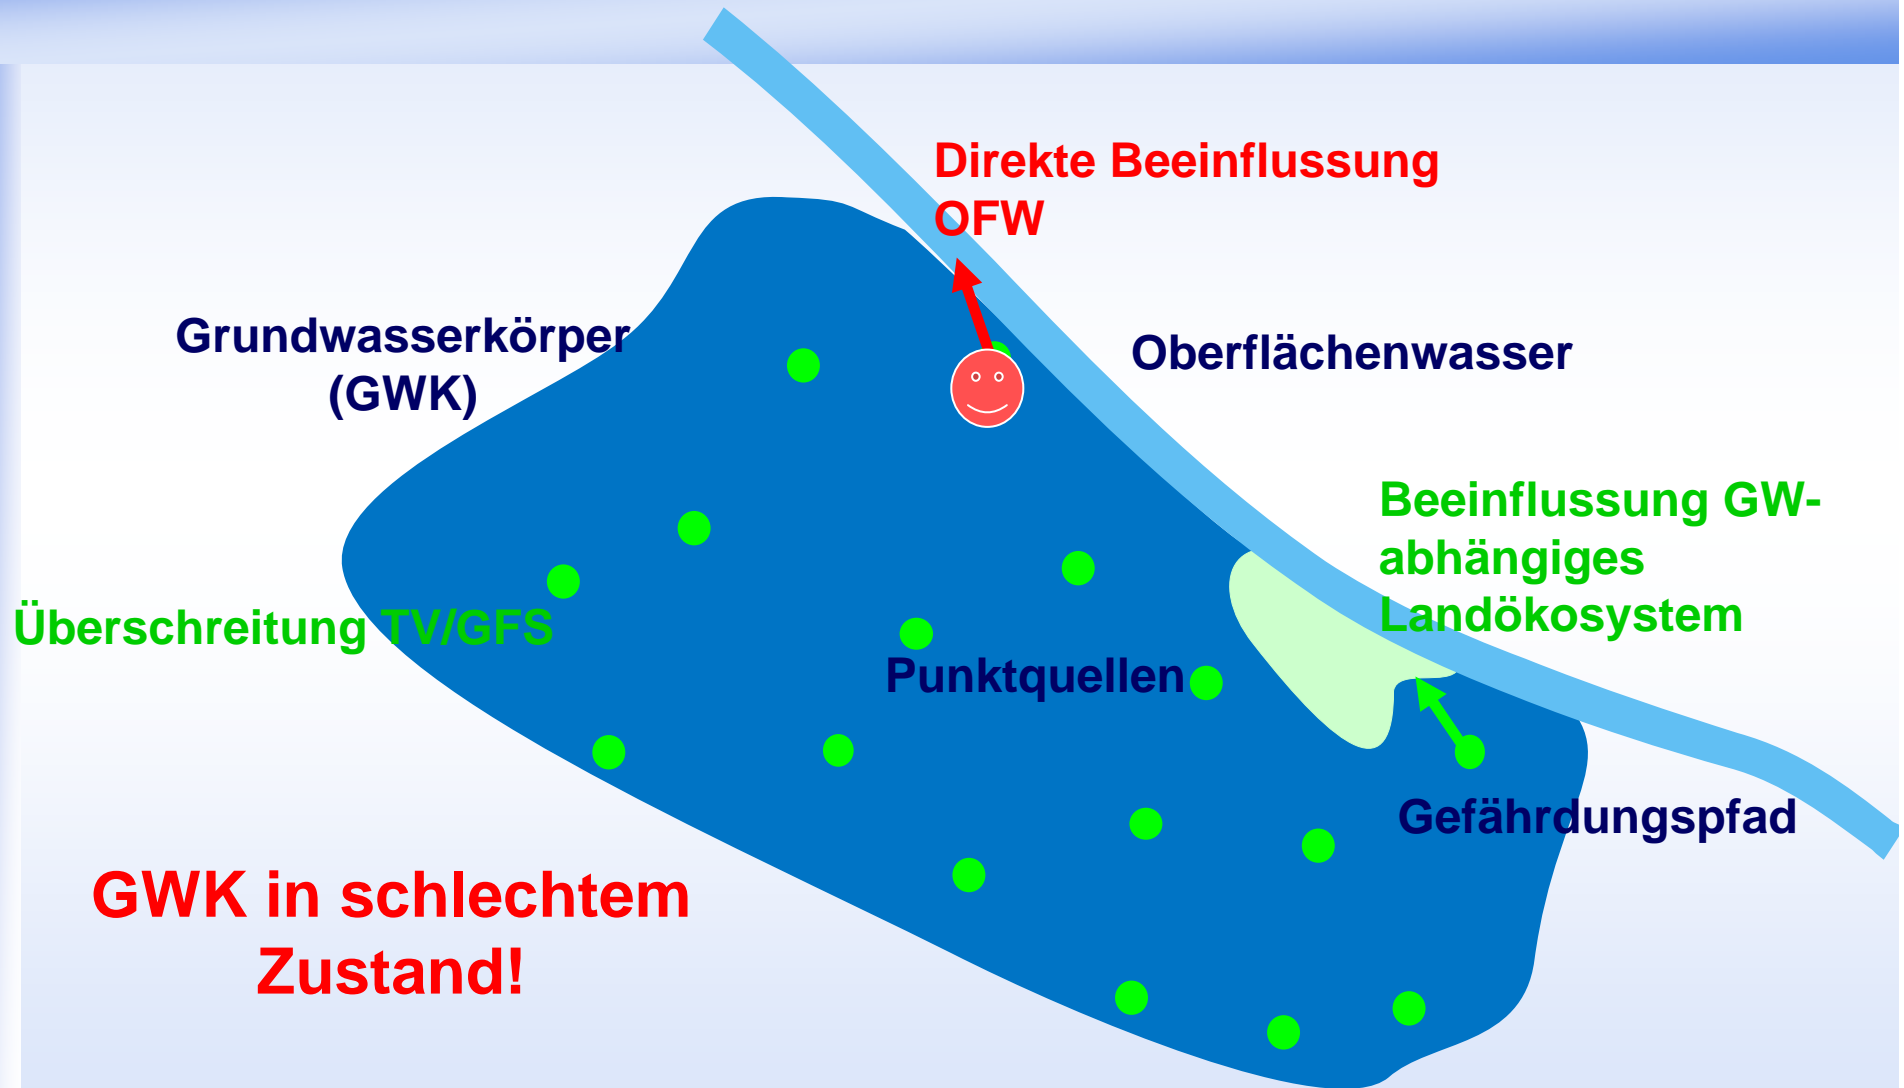 Direkte Beeinflussung
OFW
Grundwasserkörper
(GWK)
Oberflächenwasser
Beeinflussung GW-
abhängiges
Landökosystem
Überschreitung TV/GFS
Punktquellen
Gefährdungspfad
GWK in schlechtem
Zustand!